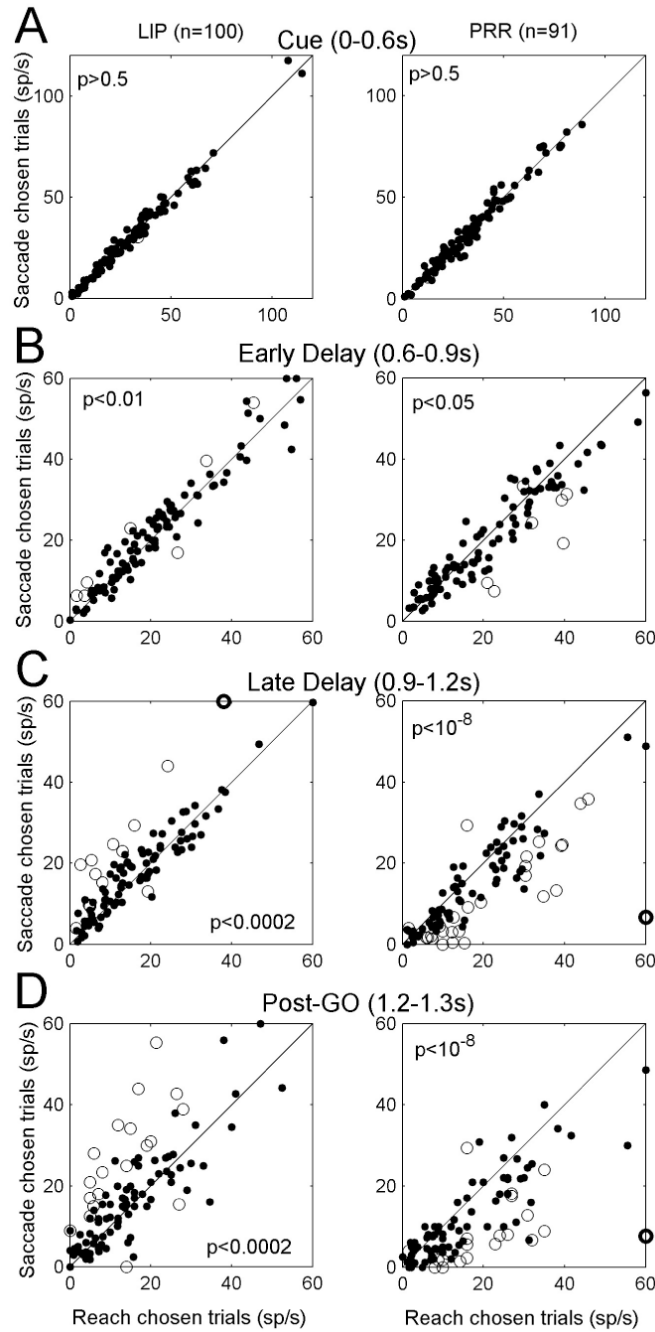 A
LIP (n=100)
PRR (n=91)
Cue (0-0.6s)
Saccade chosen trials (sp/s)
100
50
0
p>0.5
0
50
100
p>0.5
0
50
100
B
Early Delay (0.6-0.9s)
Saccade chosen trials (sp/s)
60
40
20
0
p<0.01
0
20
40
60
60
40
20
0
p<0.05
0
20
40
60
C
Late Delay (0.9-1.2s)
Saccade chosen trials (sp/s)
60
40
20
0
p<0.0002
0
20
40
60
60
40
20
0
p<10-8
0
20
40
60
D
Post-GO (1.2-1.3s)
Saccade chosen trials (sp/s)
60
40
20
0
p<0.0002
0
20
40
60
Reach chosen trials (sp/s)
60
40
20
0
p<10-8
0
20
40
60
Reach chosen trials (sp/s)